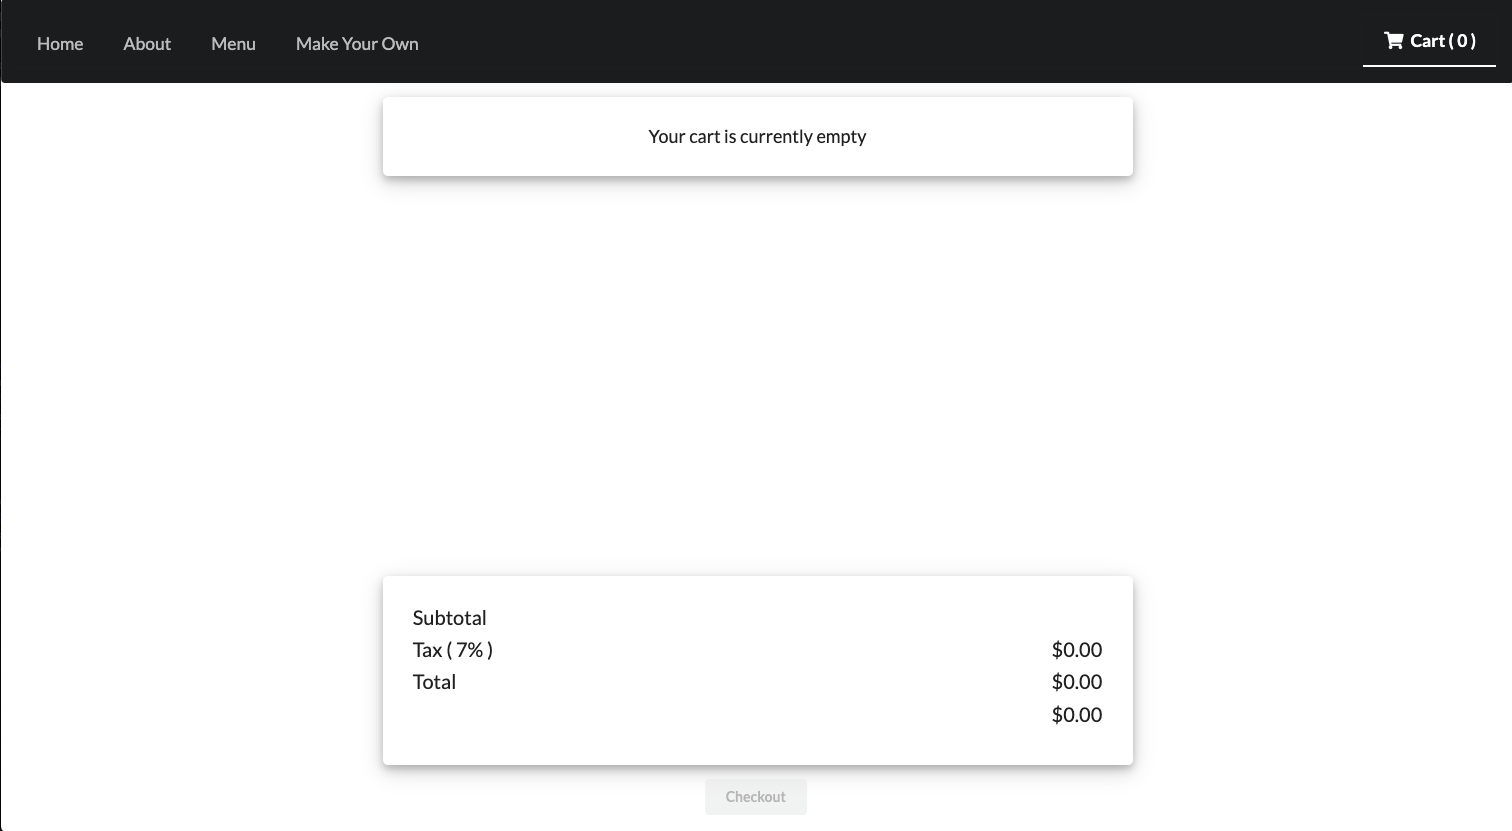 Home About Menu Make Your Own Cart ( 0 )
Your cart is currently empty
Subtotal
Tax ( 7% ) $0.00
Total $0.00
$0.00
Checkout